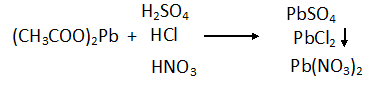 H₂SO₄ PbSO₄
(CH₃COO)₂Pb + HCl ⟶ PbCl₂↓
HNO₃ Pb(NO₃)₂